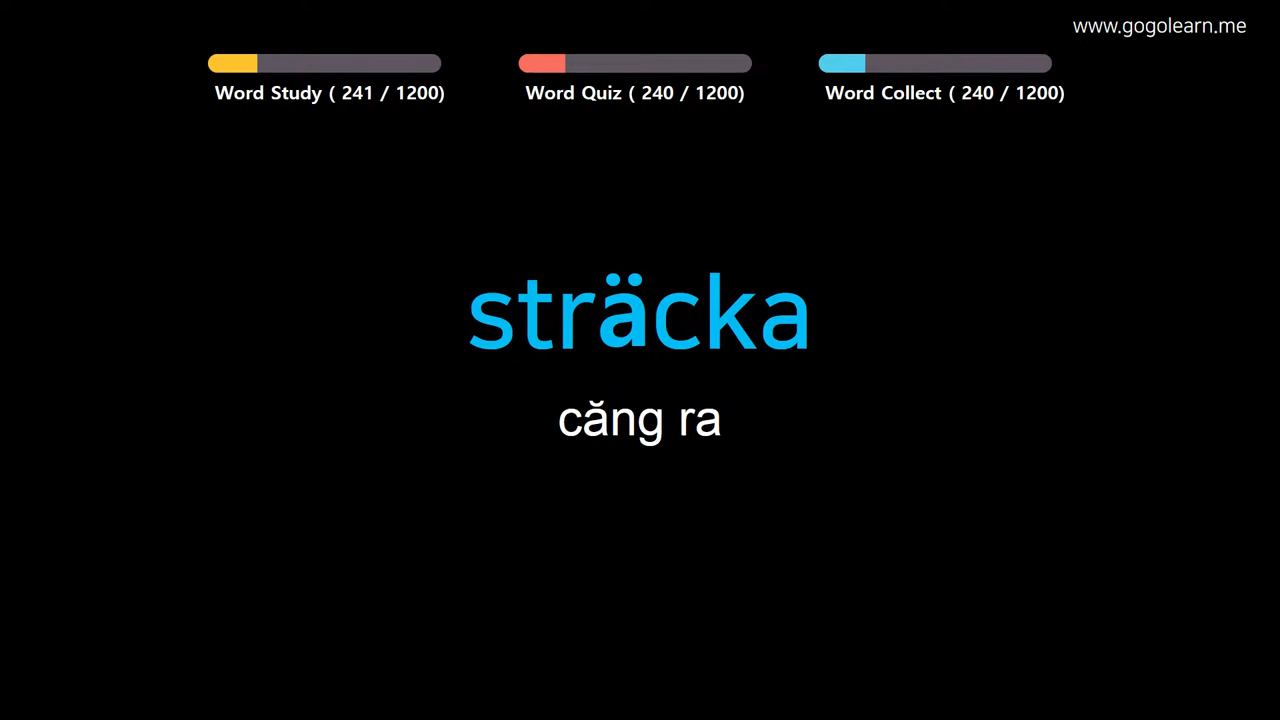 www.gogolearn.me
Word Study ( 241 / 1200)
Word Quiz ( 240 / 1200)
Word Collect ( 240 / 1200)
sträcka
căng ra